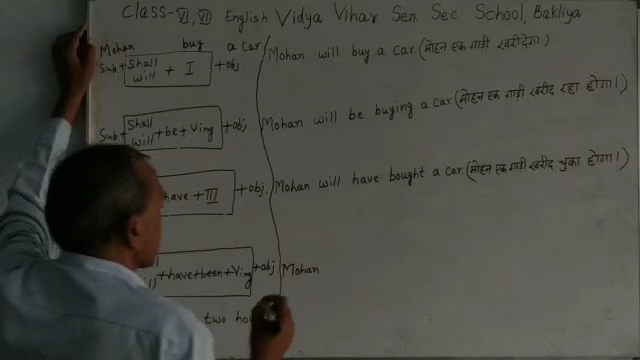 Class-VI, VII English Vidya Vihar Sen. Sec School, Bakliya
Mohan buy a car
Sub.+ Shall will + I + obj
Mohan will buy a car. (मोहन एक गाड़ी खरीदेगा)
Sub.+ Shall will +be+Ving +obj
Mohan will be buying a car (मोहन एक गाड़ी खरीद रहा होगा।)
have + III + obj.
Mohan will have bought a car (मोहन एक गाड़ी खरीद चुका होगा।)
+have+been+Ving +obj
Mohan
two